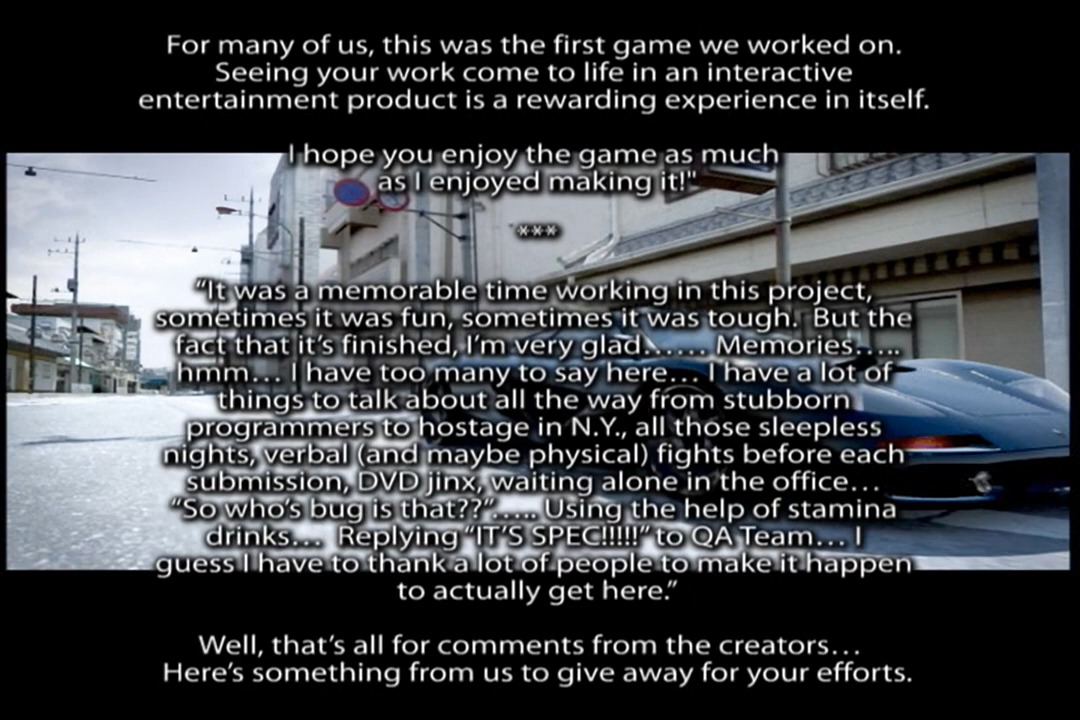 For many of us, this was the first game we worked on.
Seeing your work come to life in an interactive
entertainment product is a rewarding experience in itself.
I hope you enjoy the game as much
as I enjoyed making it!"
***
“It was a memorable time working in this project,
sometimes it was fun, sometimes it was tough. But the
fact that it’s finished, I’m very glad…… Memories…..
hmm… I have too many to say here… I have a lot of
things to talk about all the way from stubborn
programmers to hostage in N.Y., all those sleepless
nights, verbal (and maybe physical) fights before each
submission, DVD jinx, waiting alone in the office…
“So who’s bug is that??”….. Using the help of stamina
drinks… Replying “IT’S SPEC!!!!!” to QA Team… I
guess I have to thank a lot of people to make it happen
to actually get here.”
Well, that’s all for comments from the creators…
Here’s something from us to give away for your efforts.